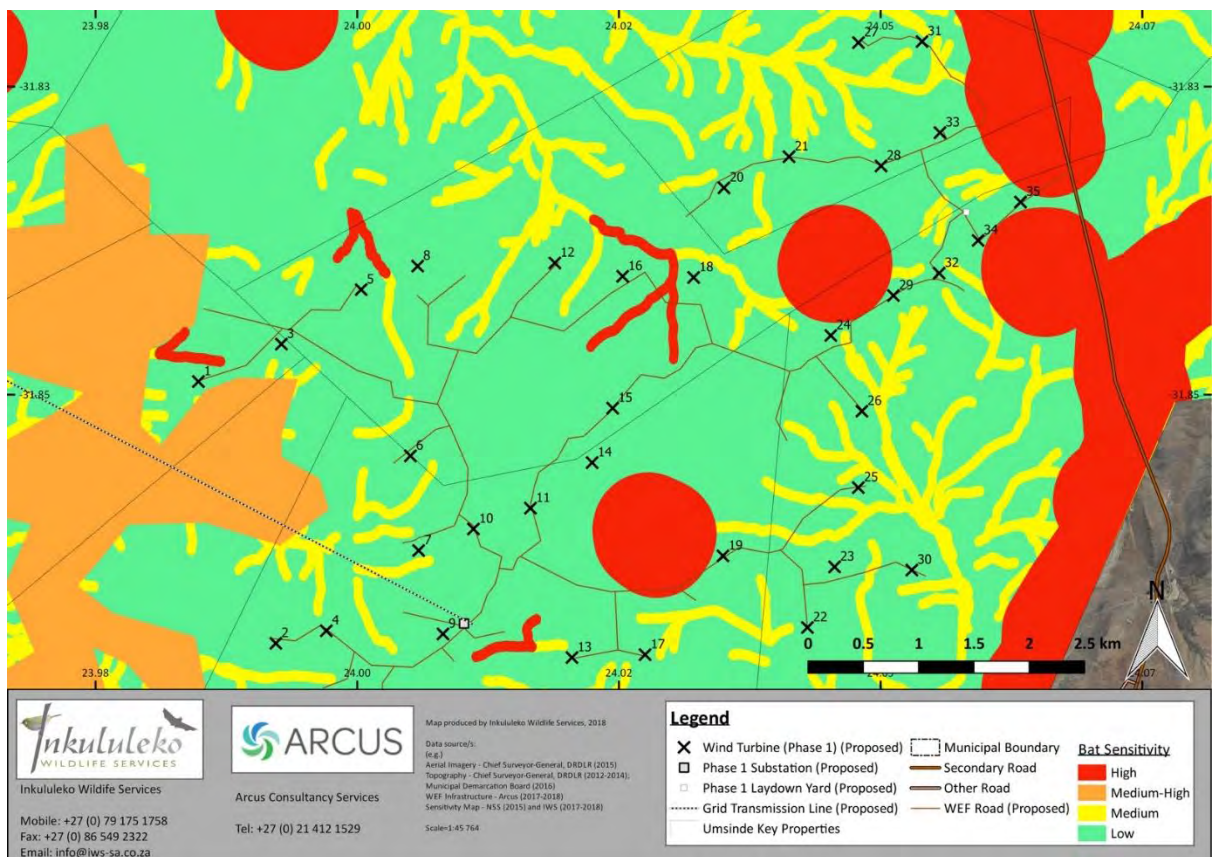 23.98
24.00
24.02
24.05
24.07
27
31
-31.83
-31.83
33
21
28
20
35
34
8
12
16
18
32
5
29
3
24
1
-31.85
-31.85
15
26
6
14
25
11
10
7
19
23
30
N
9
4
2
22
13
17
0 0.5 1 1.5 2 2.5 km
23.98
24.00
24.02
24.05
24.07
Inkululeko
WILDLIFE SERVICES
Inkululeko Wildlife Services
Mobile: +27 (0) 79 175 1758
Fax: +27 (0) 86 549 2322
Email: info@iws-sa.co.za
ARCUS
Arcus Consultancy Services
Tel: +27 (0) 21 412 1529
Map produced by Inkululeko Wildlife Services, 2018
Data source/s:
(e.g.)
Aerial Imagery - Chief Surveyor-General, DRDLR (2015)
Topography - Chief Surveyor-General, DRDLR (2012-2014);
Municipal Demarcation Board (2016)
WEF Infrastructure - Arcus (2017-2018)
Sensitivity Map - NSS (2015) and IWS (2017-2018)
Scale=1:45 764
Legend
Wind Turbine (Phase 1) (Proposed)
Phase 1 Substation (Proposed)
Phase 1 Laydown Yard (Proposed)
Grid Transmission Line (Proposed)
Umsinde Key Properties
Municipal Boundary
Secondary Road
Other Road
WEF Road (Proposed)
Bat Sensitivity
High
Medium-High
Medium
Low